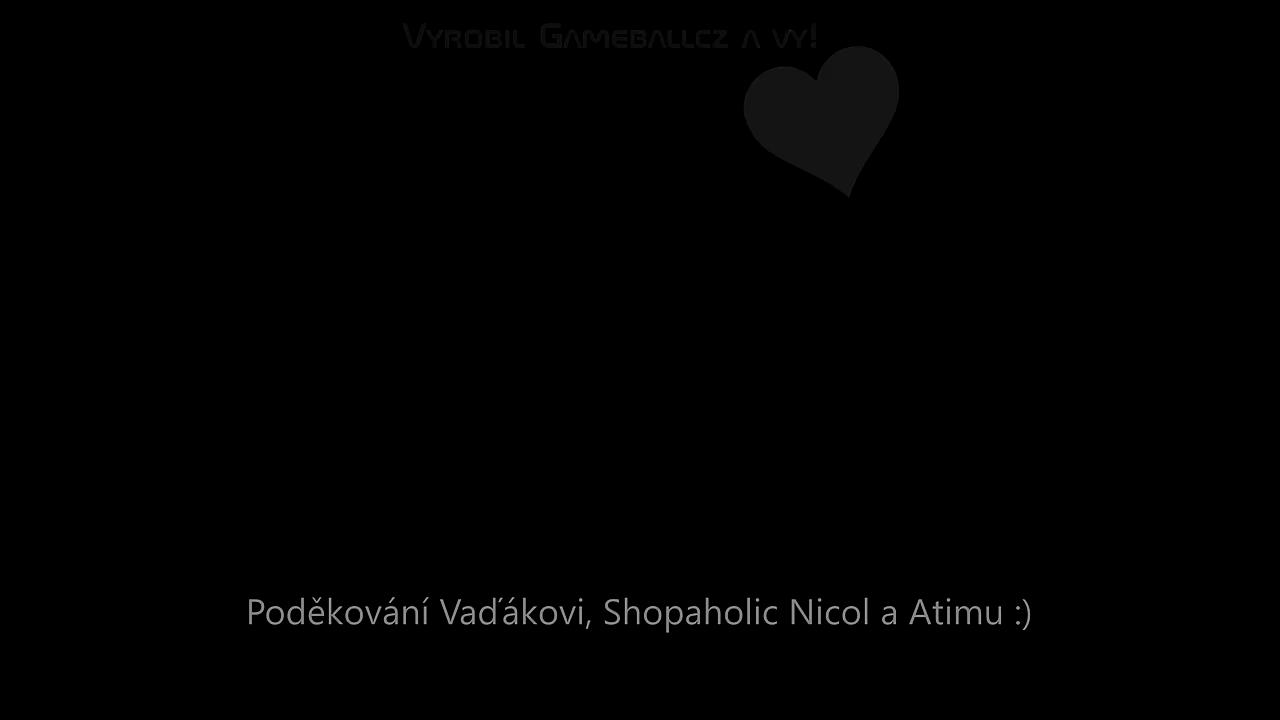 Vyrobil Gameballcz a vy!
Poděkování Vaďákovi, Shopaholic Nicol a Atimu :)